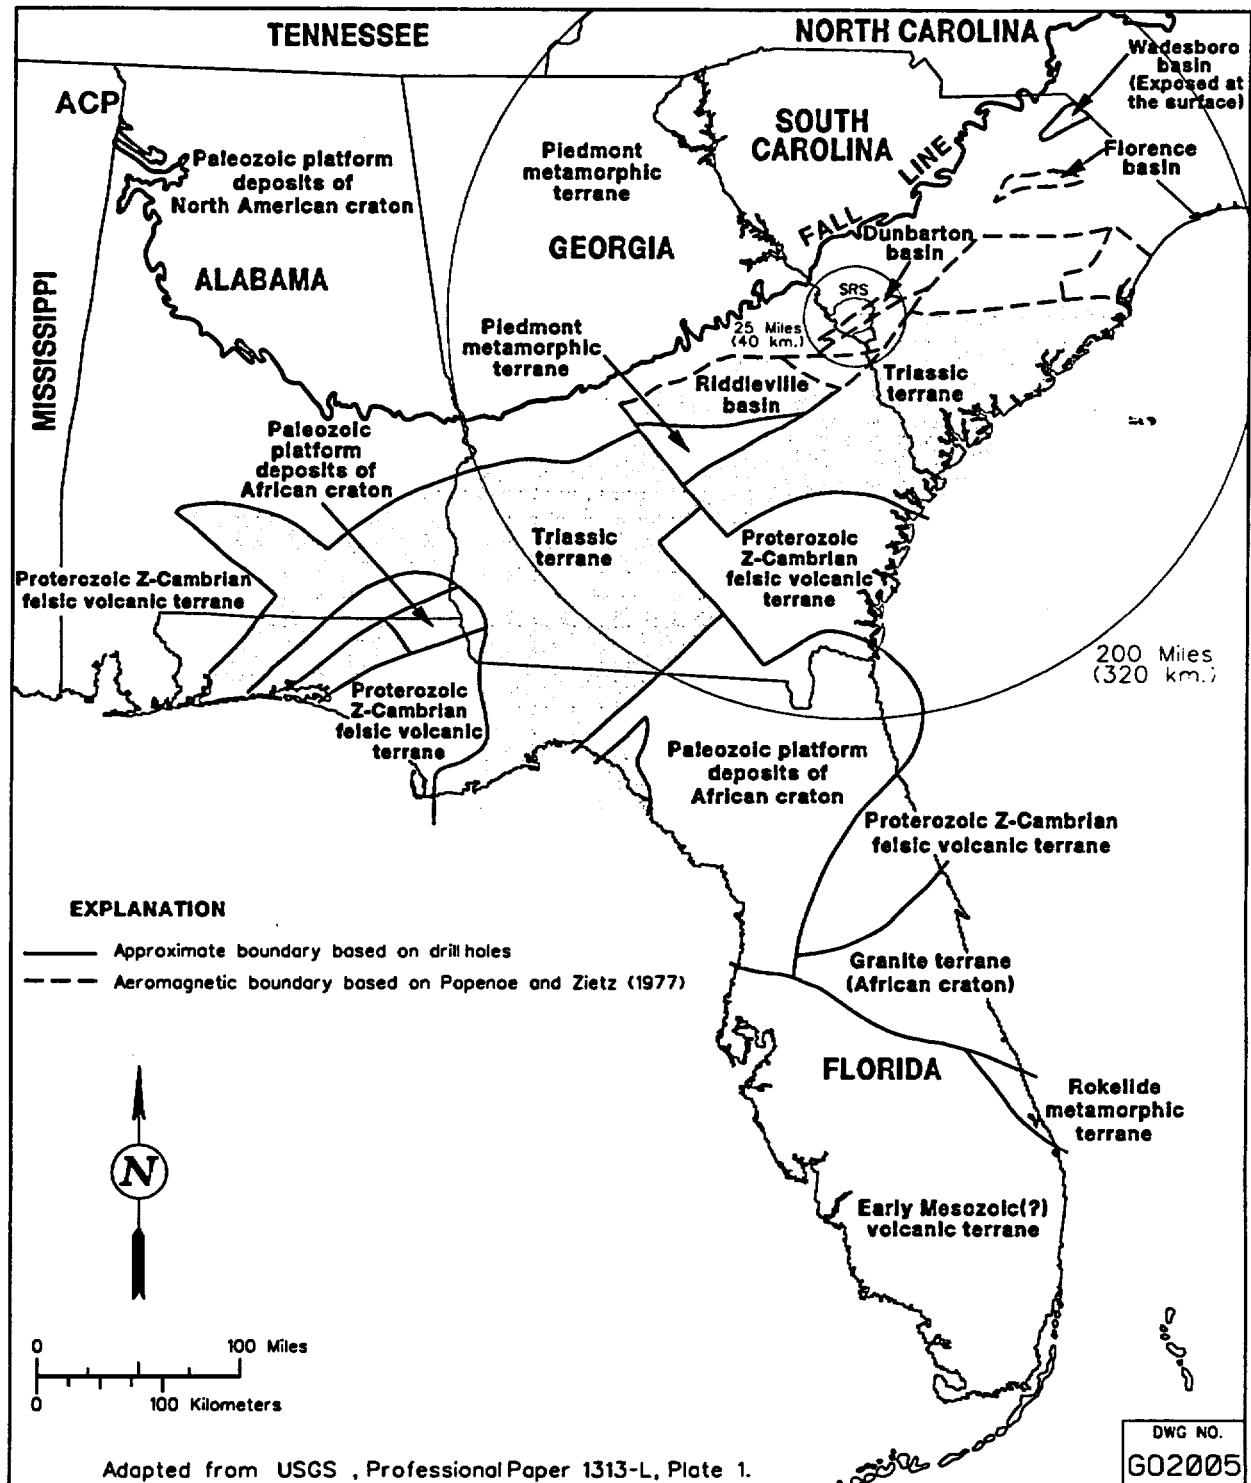 TENNESSEE
NORTH CAROLINA
Wadesboro
basin
(Exposed at
the surface)
ACP
SOUTH
CAROLINA
Paleozoic platform
deposits of
North American craton
Piedmont
metamorphic
terrane
Florence
basin
FALL LINE
GEORGIA
Dunbarton
basin
ALABAMA
SRS
MISSISSIPPI
25 Miles
(40 km.)
Piedmont
metamorphic
terrane
Riddleville
basin
Triassic
terrane
Paleozoic
platform
deposits of
African craton
Triassic
terrane
Proterozoic
Z-Cambrian
felsic volcanic
terrane
Proterozoic Z-Cambrian
felsic volcanic terrane
200 Miles
(320 km.)
Proterozoic
Z-Cambrian
felsic volcanic
terrane
Paleozoic platform
deposits of
African craton
Proterozoic Z-Cambrian
felsic volcanic terrane
EXPLANATION
Approximate boundary based on drill holes
Aeromagnetic boundary based on Popenoe and Zietz (1977)
Granite terrane
(African craton)
FLORIDA
Rokelide
metamorphic
terrane
N
Early Mesozoic(?)
volcanic terrane
0 100 Miles
0 100 Kilometers
Adapted from USGS , Professional Paper 1313-L, Plate 1.
DWG NO.
GO2005